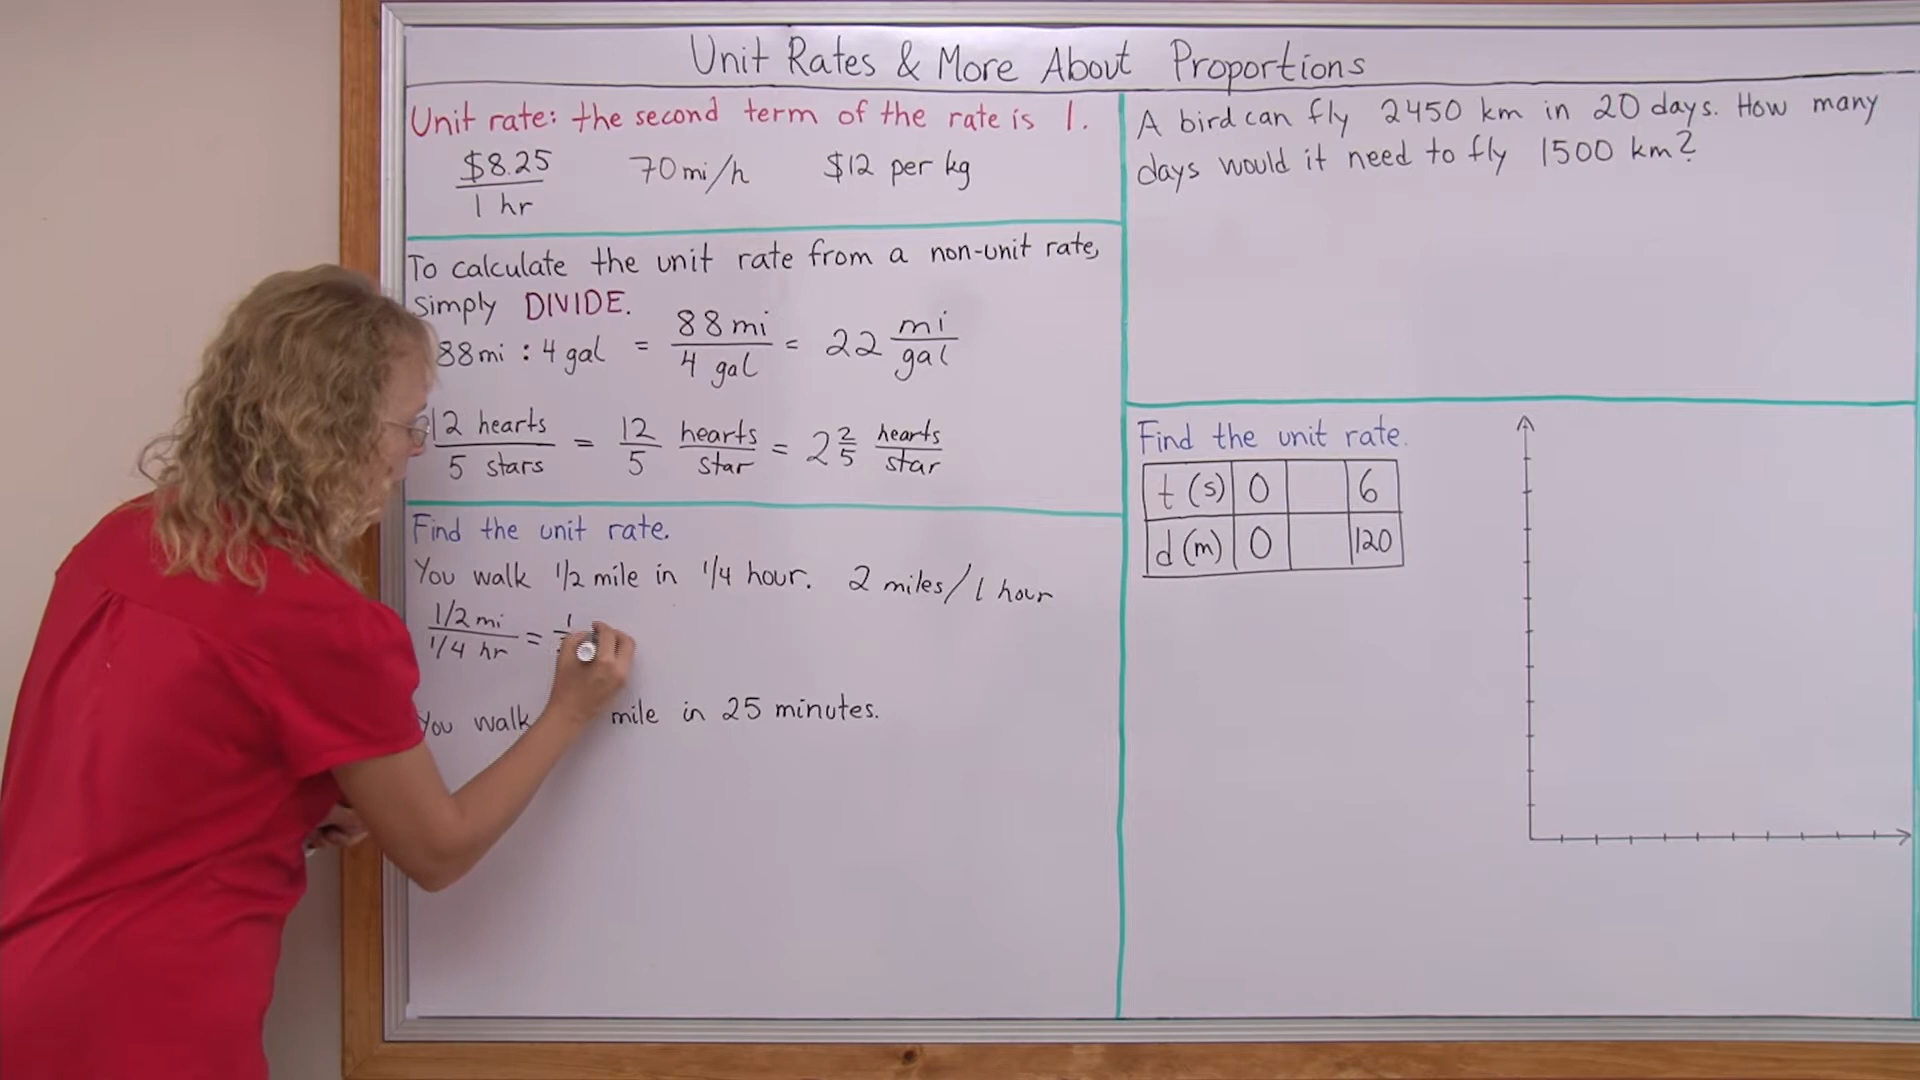 Unit Rates & More About Proportions
Unit rate: the second term of the rate is 1.
$8.25 / 1 hr 70 mi/h $12 per kg
To calculate the unit rate from a non-unit rate,
simply DIVIDE.
88mi : 4 gal = 88 mi / 4 gal = 22 mi/gal
12 hearts / 5 stars = 12/5 hearts/star = 2 2/5 hearts/star
Find the unit rate.
You walk 1/2 mile in 1/4 hour. 2 miles/1 hour
1/2 mi / 1/4 hr = 1
You walk mile in 25 minutes.
A bird can fly 2450 km in 20 days. How many
days would it need to fly 1500 km?
Find the unit rate.
t (s) 0 6
d (m) 0 120